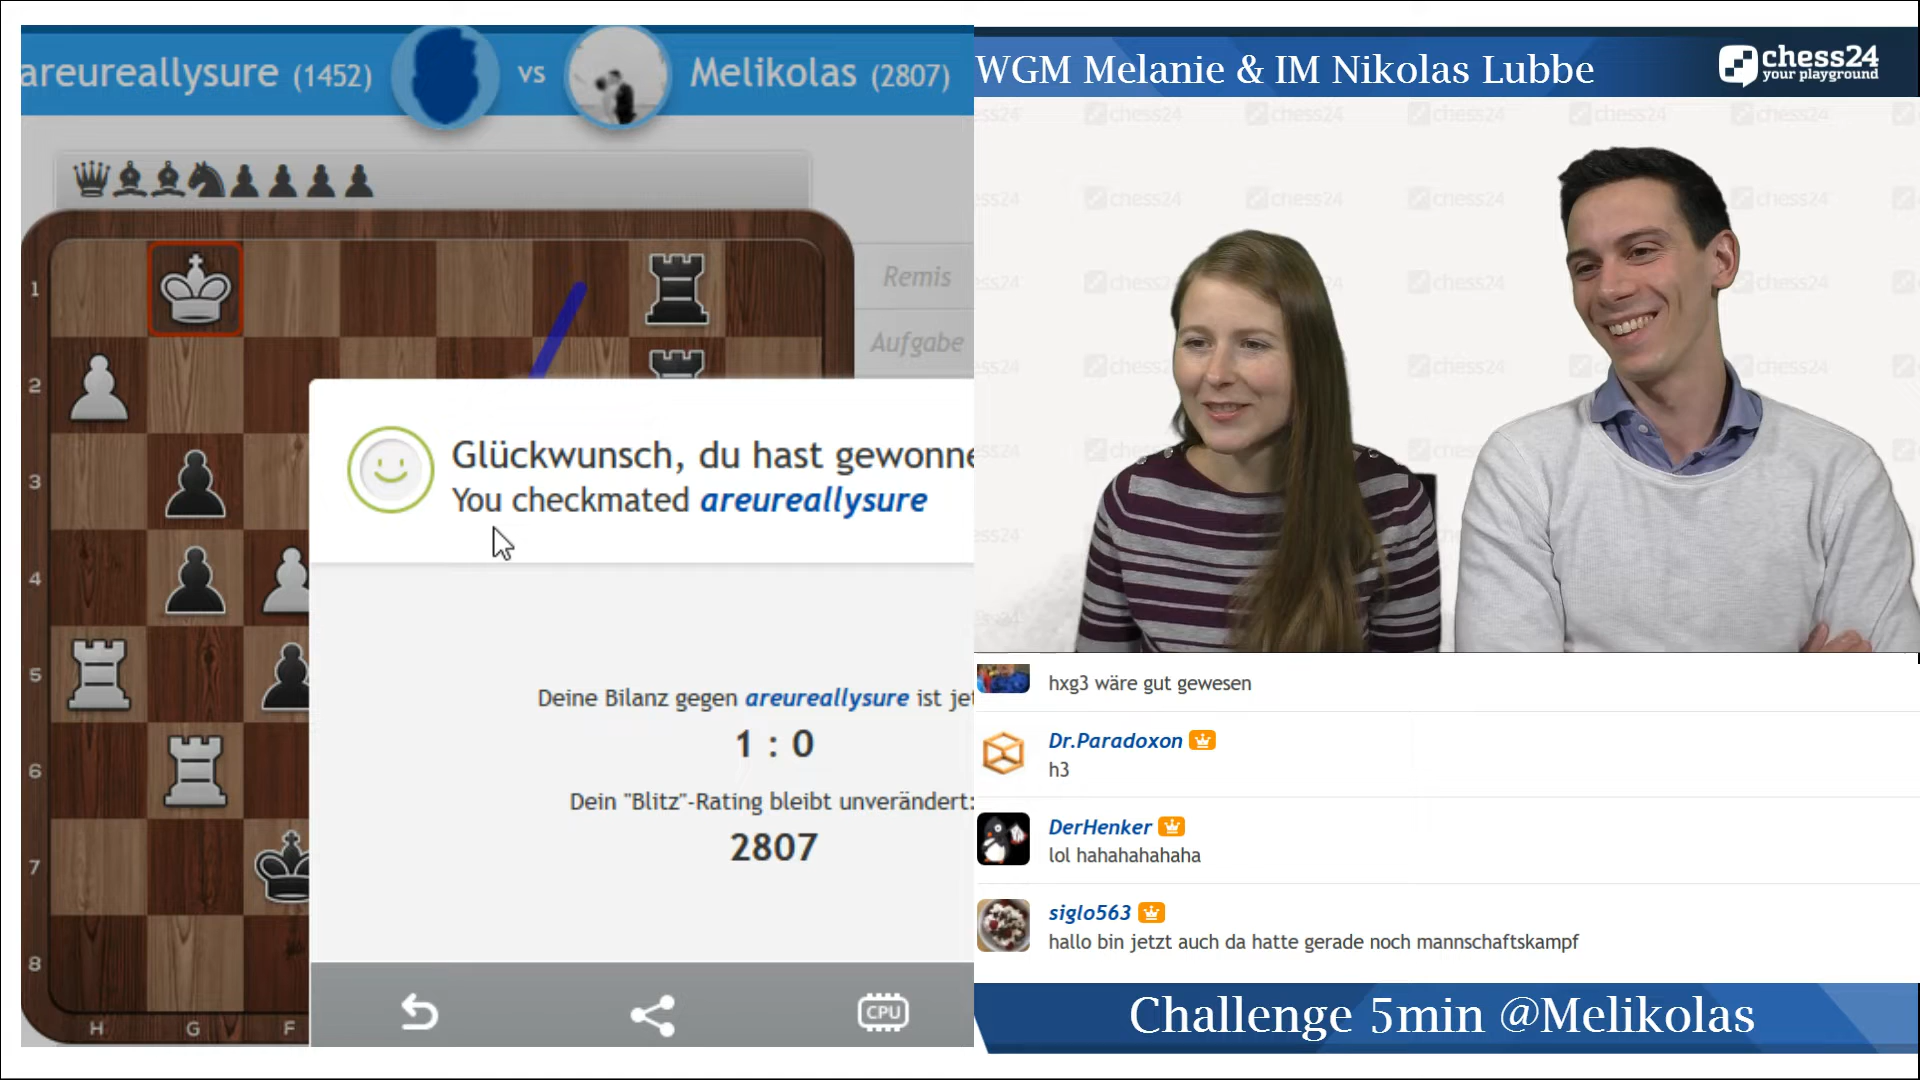 areureallysure (1452) vs Melikolas (2807)
Remis
Aufgabe
1
2
3
4
5
6
7
8
H G F
Glückwunsch, du hast gewonne
You checkmated areureallysure
Deine Bilanz gegen areureallysure ist jet
1 : 0
Dein "Blitz"-Rating bleibt unverändert:
2807
CPU
WGM Melanie & IM Nikolas Lubbe
chess24
your playground
hxg3 wäre gut gewesen
Dr.Paradoxon
h3
DerHenker
lol hahahahahaha
siglo563
hallo bin jetzt auch da hatte gerade noch mannschaftskampf
Challenge 5min @Melikolas